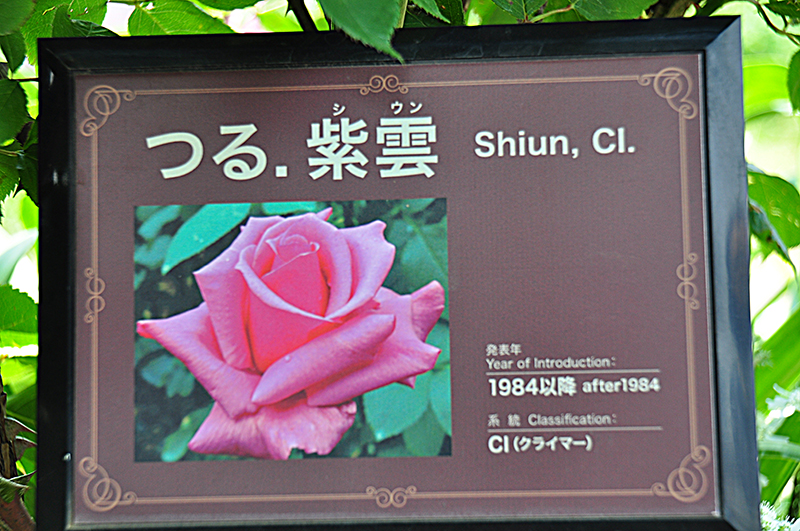 シウン
つる.紫雲 Shiun, Cl.
発表年
Year of Introduction:
1984以降 after1984
系 統 Classification:
Cl (クライマー)